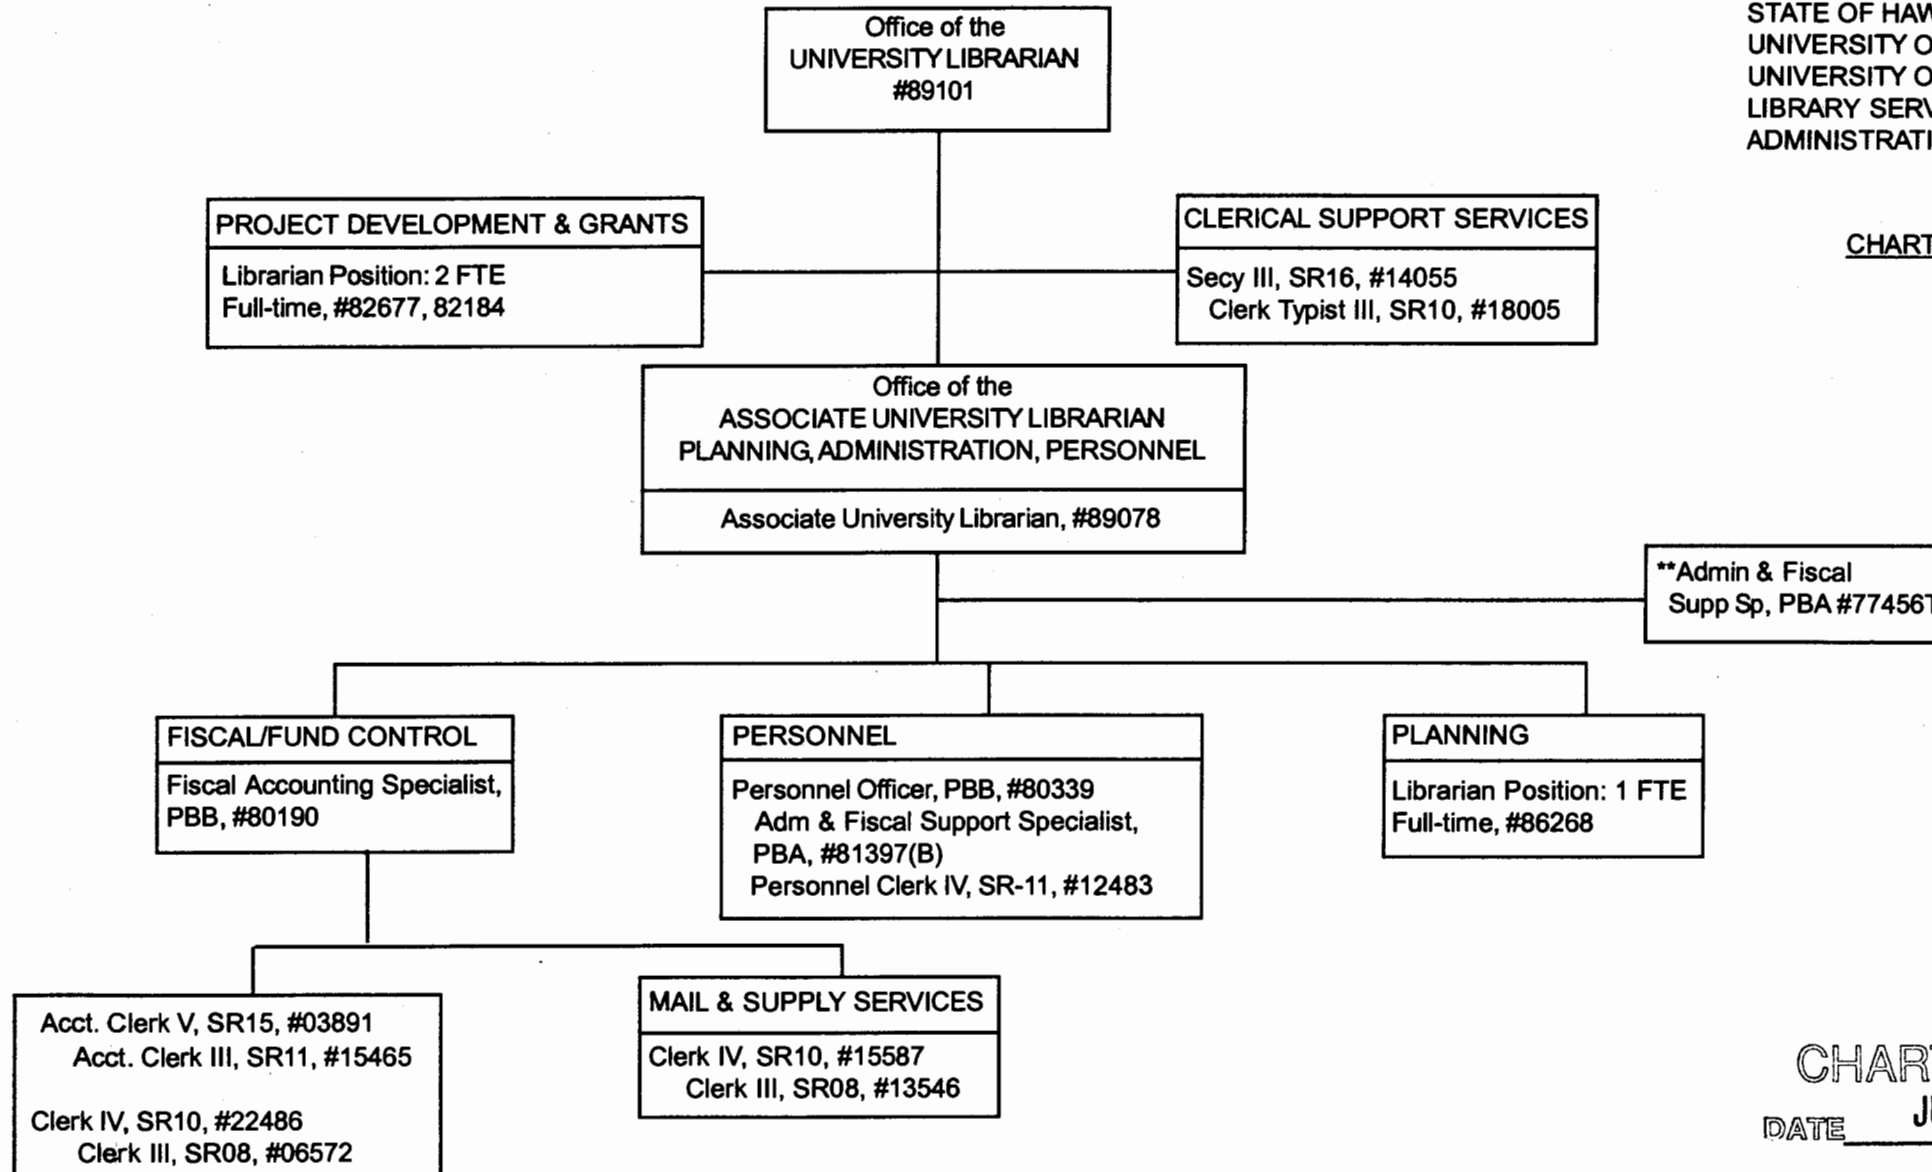 Office of the
UNIVERSITY LIBRARIAN
#89101
STATE OF HAW
UNIVERSITY O
UNIVERSITY O
LIBRARY SERV
ADMINISTRATI
CHART
PROJECT DEVELOPMENT & GRANTS
Librarian Position: 2 FTE
Full-time, #82677, 82184
CLERICAL SUPPORT SERVICES
Secy III, SR16, #14055
Clerk Typist III, SR10, #18005
Office of the
ASSOCIATE UNIVERSITY LIBRARIAN
PLANNING, ADMINISTRATION, PERSONNEL
Associate University Librarian, #89078
**Admin & Fiscal
Supp Sp, PBA #77456T
FISCAL/FUND CONTROL
Fiscal Accounting Specialist,
PBB, #80190
PERSONNEL
Personnel Officer, PBB, #80339
Adm & Fiscal Support Specialist,
PBA, #81397(B)
Personnel Clerk IV, SR-11, #12483
PLANNING
Librarian Position: 1 FTE
Full-time, #86268
Acct. Clerk V, SR15, #03891
Acct. Clerk III, SR11, #15465
Clerk IV, SR10, #22486
Clerk III, SR08, #06572
MAIL & SUPPLY SERVICES
Clerk IV, SR10, #15587
Clerk III, SR08, #13546
CHART
DATE JU